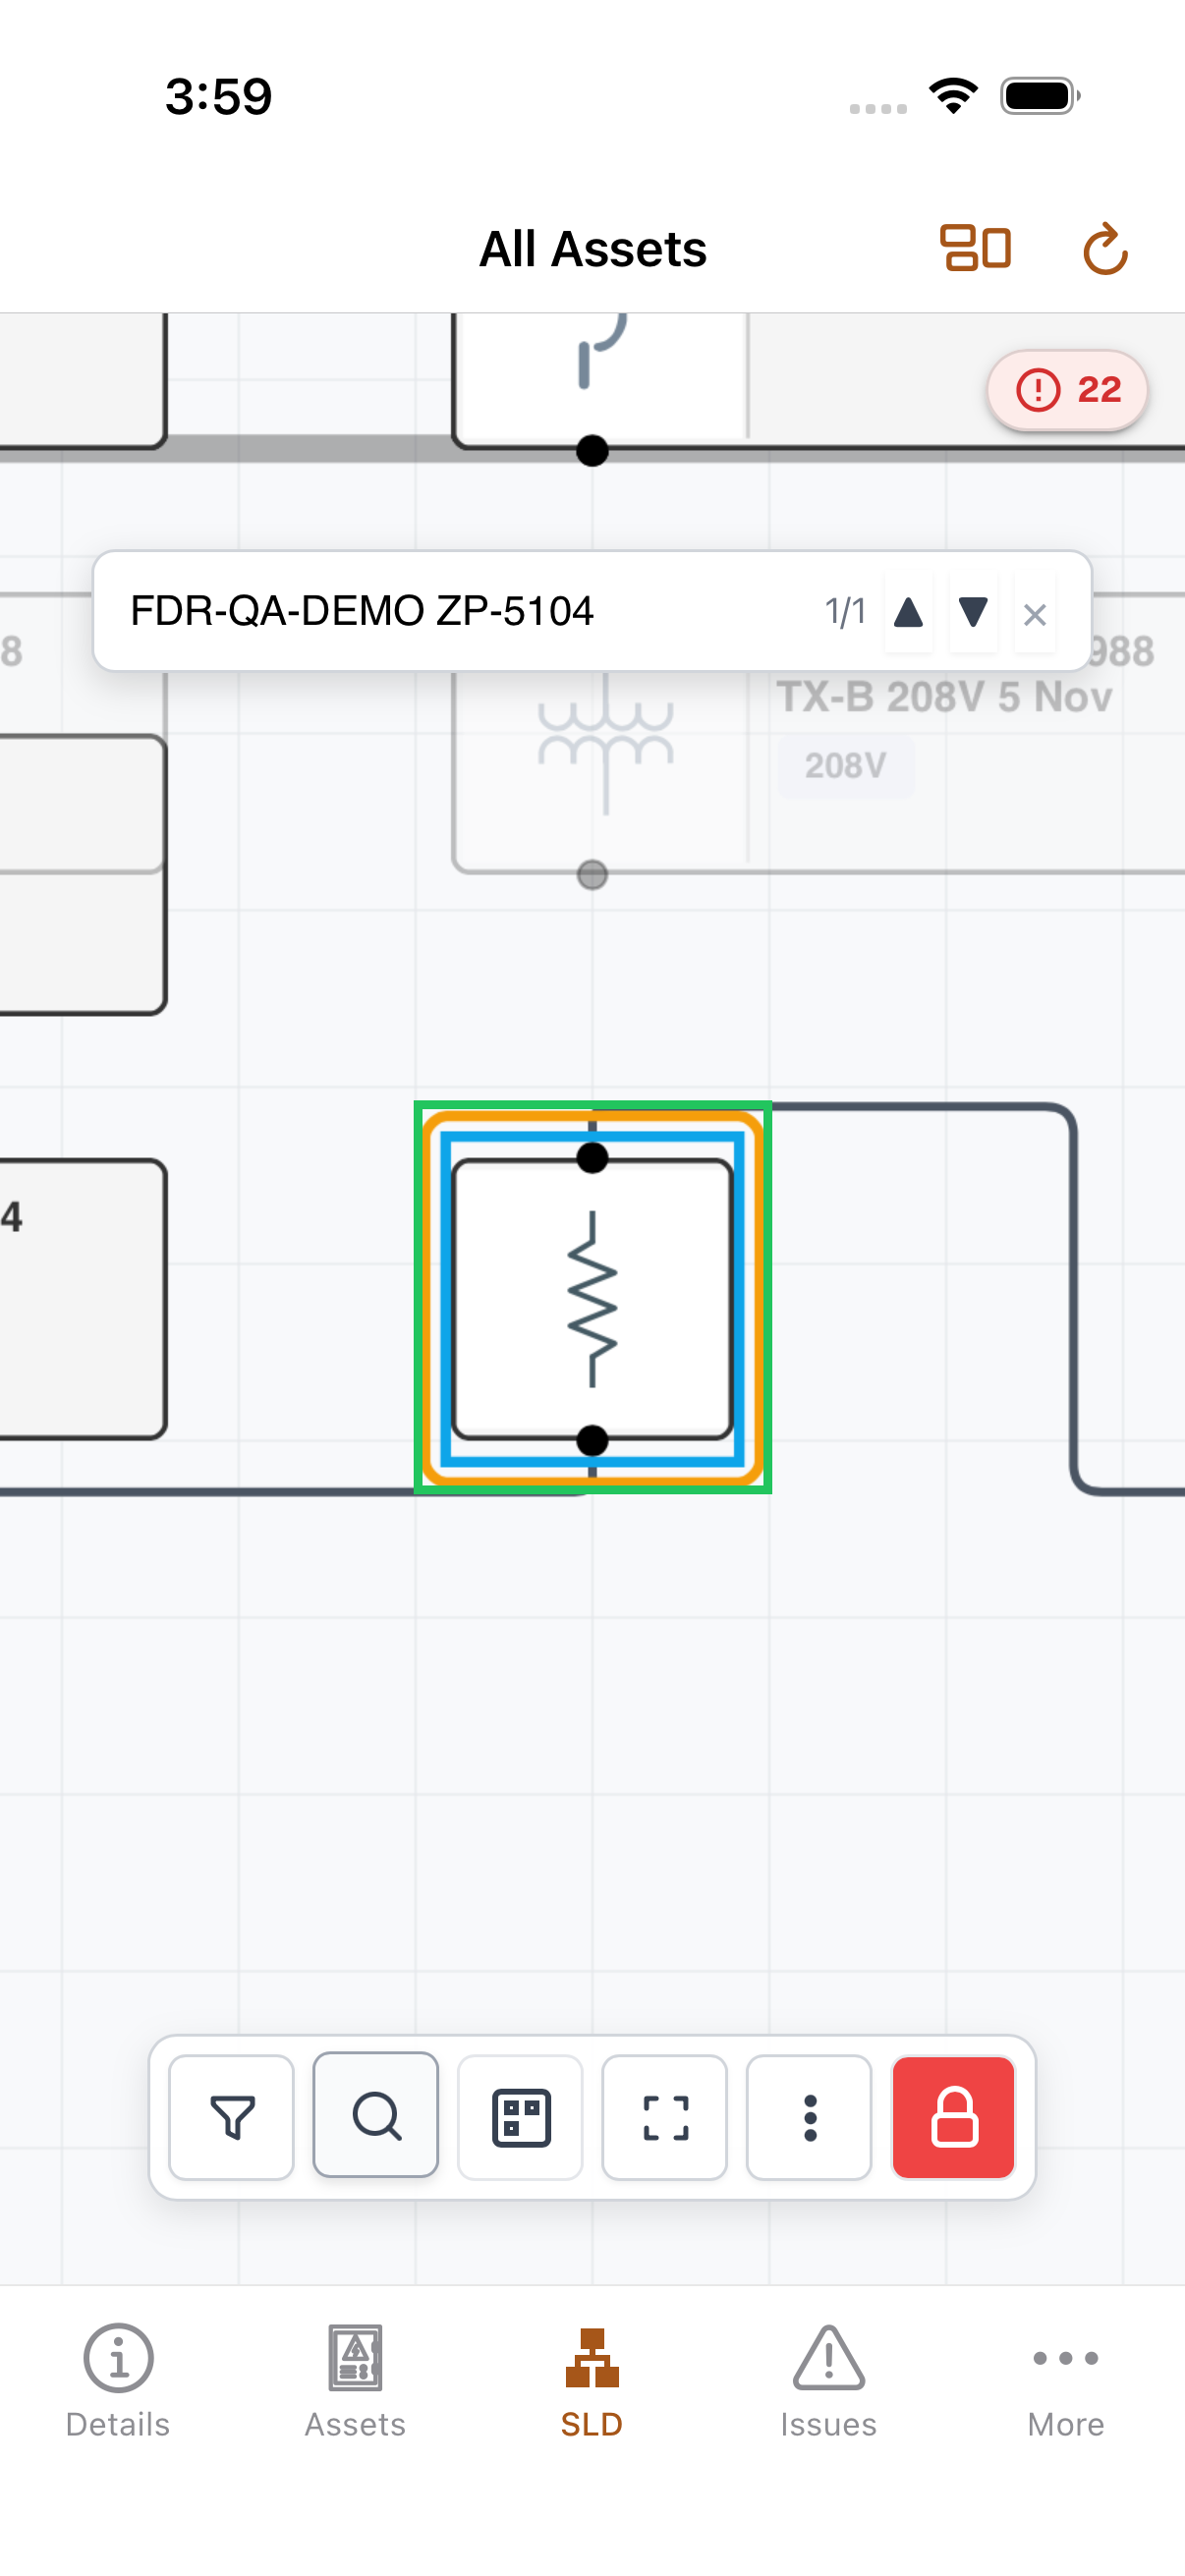 3:59
All Assets
22
FDR-QA-DEMO ZP-5104
1/1
8
988
TX-B 208V 5 Nov
208V
4
Details
Assets
SLD
Issues
More